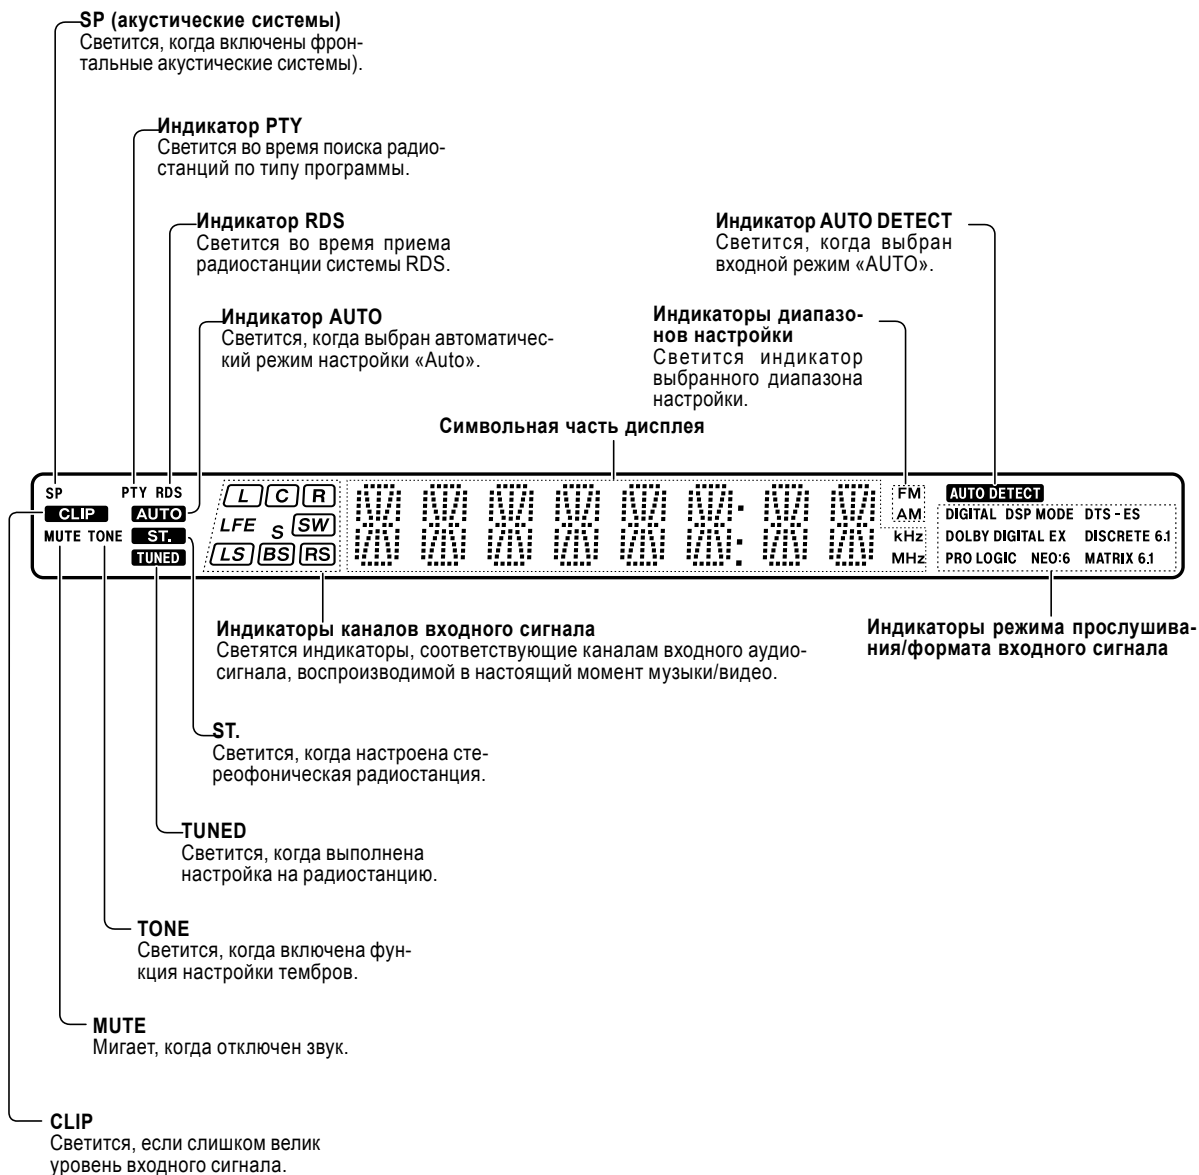 SP (акустические системы)
Светится, когда включены фрон-
тальные акустические системы).
Индикатор PTY
Светится во время поиска радио-
станций по типу программы.
Индикатор RDS
Светится во время приема
радиостанции системы RDS.
Индикатор AUTO DETECT
Светится, когда выбран
входной режим «AUTO».
Индикатор AUTO
Светится, когда выбран автоматичес-
кий режим настройки «Auto».
Индикаторы диапазо-
нов настройки
Светится индикатор
выбранного диапазона
настройки.
Символьная часть дисплея
SP PTY RDS
CLIP AUTO
MUTE TONE ST.
TUNED
L C R
LFE S SW
LS BS RS
FM
AM
kHz
MHz
AUTO DETECT
DIGITAL DSP MODE DTS-ES
DOLBY DIGITAL EX DISCRETE 6.1
PRO LOGIC NEO:6 MATRIX 6.1
Индикаторы каналов входного сигнала
Светятся индикаторы, соответствующие каналам входного аудио-
сигнала, воспроизводимой в настоящий момент музыки/видео.
Индикаторы режима прослушива-
ния/формата входного сигнала
ST.
Светится, когда настроена сте-
реофоническая радиостанция.
TUNED
Светится, когда выполнена
настройка на радиостанцию.
TONE
Светится, когда включена фун-
кция настройки тембров.
MUTE
Мигает, когда отключен звук.
CLIP
Светится, если слишком велик
уровень входного сигнала.